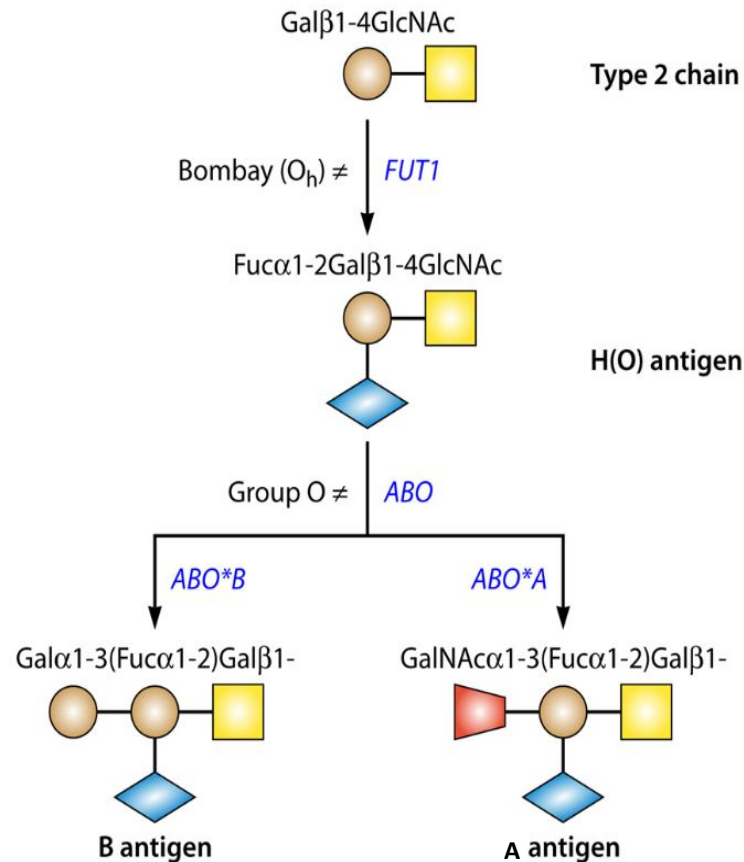 Galβ1-4GlcNAc
Type 2 chain
Bombay (Oh) ≠ FUT1
Fucα1-2Galβ1-4GlcNAc
H(O) antigen
Group O ≠ ABO
ABO*B ABO*A
Galα1-3(Fucα1-2)Galβ1- GalNAcα1-3(Fucα1-2)Galβ1-
B antigen A antigen